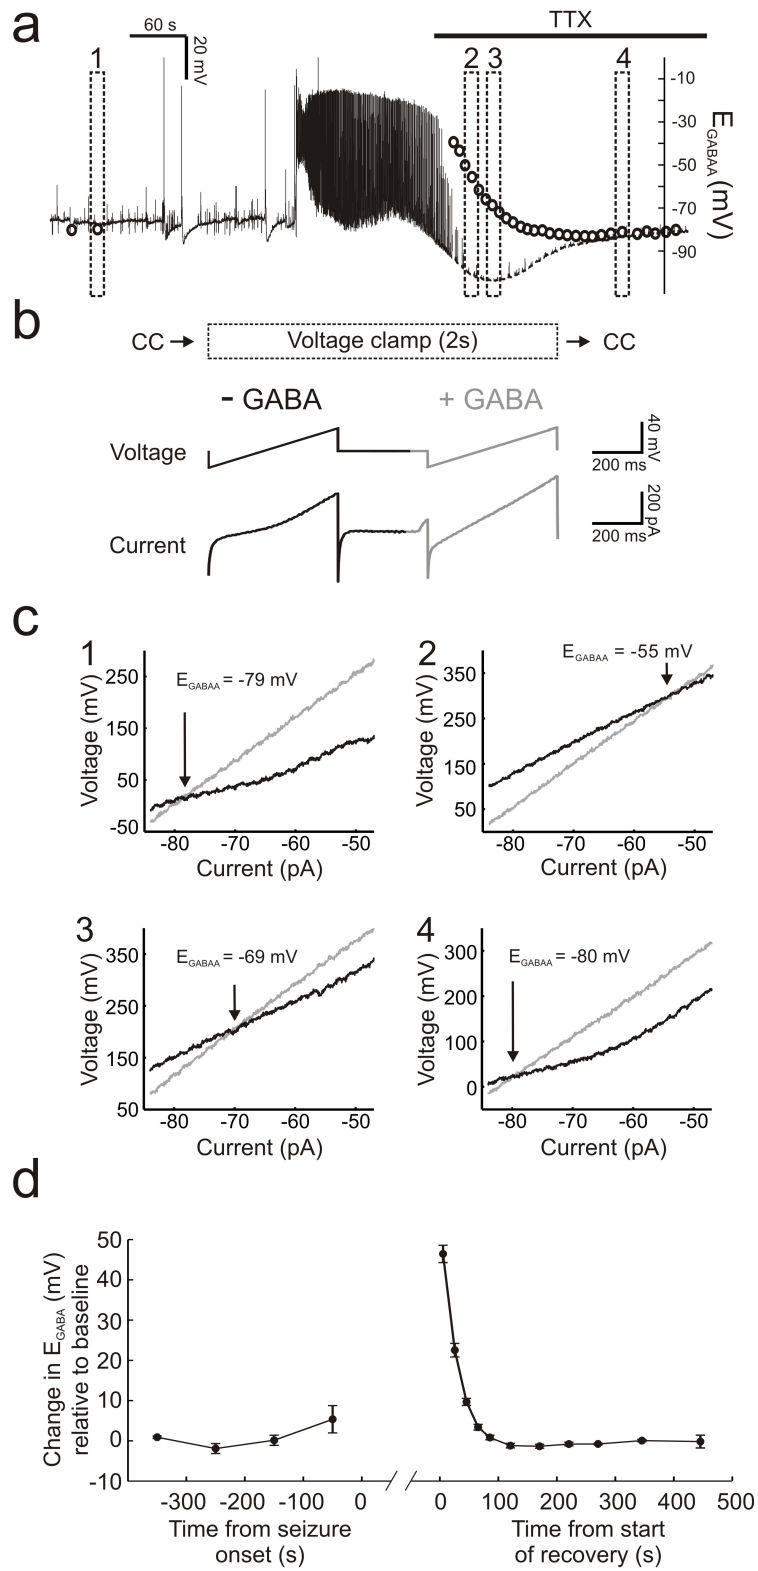 a
60 s
20 mV
TTX
1
2
3
4
-10
-30
-50
-70
-90
EGABAA (mV)
b
CC
Voltage clamp (2s)
CC
- GABA
+ GABA
Voltage
40 mV
200 ms
Current
200 pA
200 ms
c
1
EGABAA = -79 mV
Voltage (mV)
250
150
50
-50
-80
-70
-60
-50
Current (pA)
2
EGABAA = -55 mV
Voltage (mV)
350
250
150
50
-80
-70
-60
-50
Current (pA)
3
EGABAA = -69 mV
Voltage (mV)
350
250
150
50
-80
-70
-60
-50
Current (pA)
4
EGABAA = -80 mV
Voltage (mV)
300
200
100
0
-80
-70
-60
-50
Current (pA)
d
Change in EGABA (mV)
relative to baseline
50
40
30
20
10
0
-10
-300
-200
-100
0
Time from seizure
onset (s)
0
100
200
300
400
500
Time from start
of recovery (s)